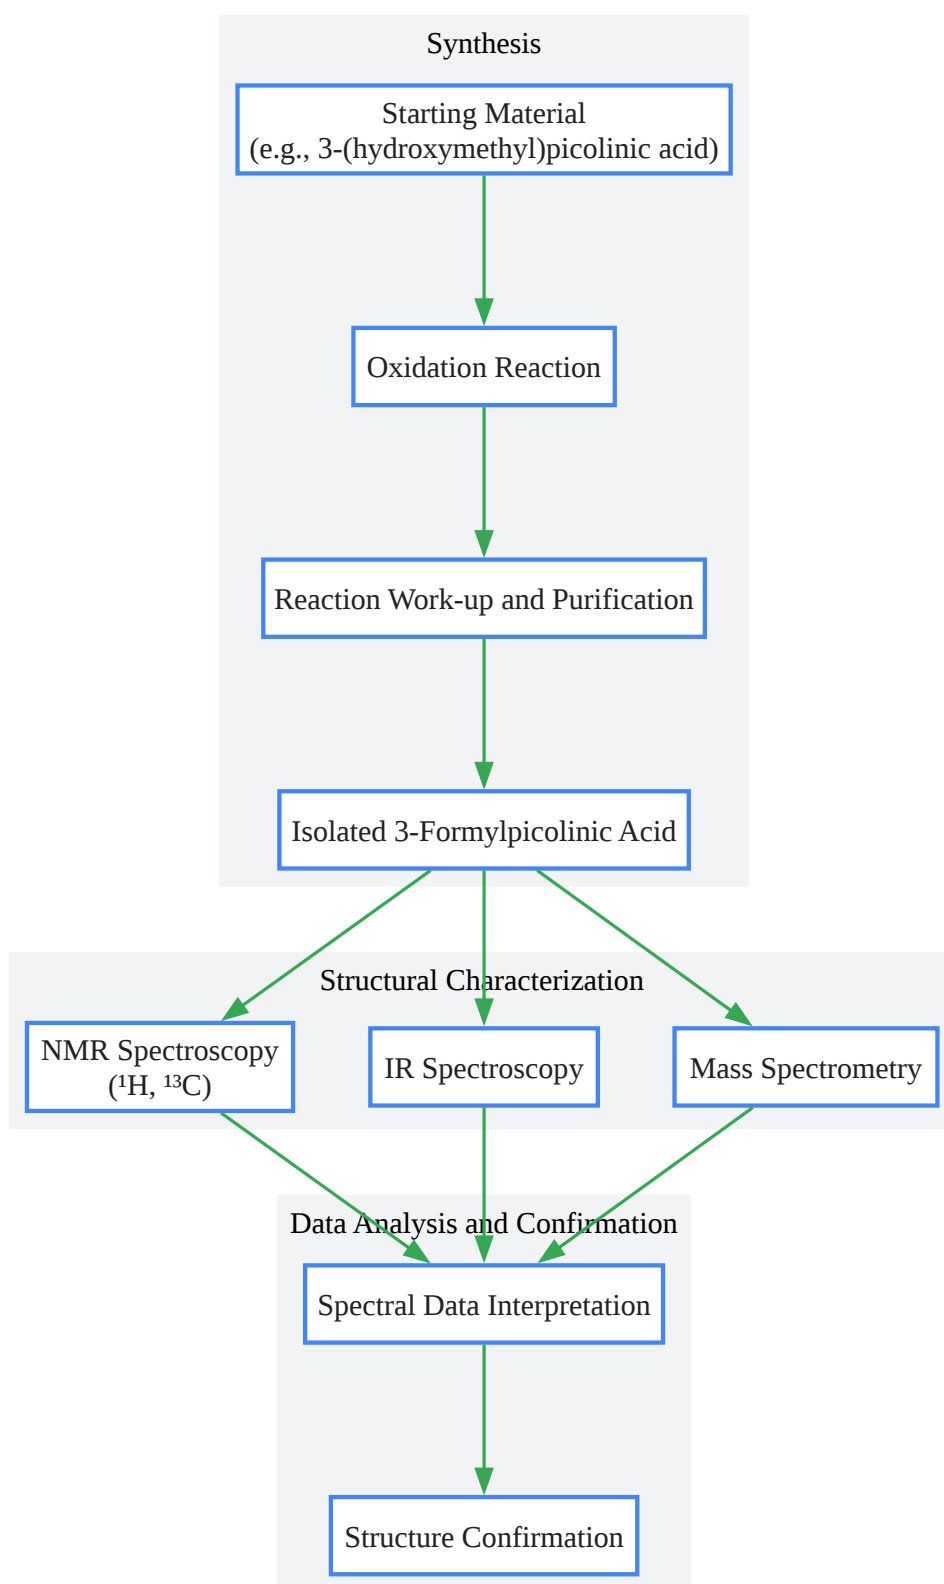 Synthesis
Starting Material
(e.g., 3-(hydroxymethyl)picolinic acid)
Oxidation Reaction
Reaction Work-up and Purification
Isolated 3-Formylpicolinic Acid
Structural Characterization
NMR Spectroscopy
(¹H, ¹³C)
IR Spectroscopy
Mass Spectrometry
Data Analysis and Confirmation
Spectral Data Interpretation
Structure Confirmation